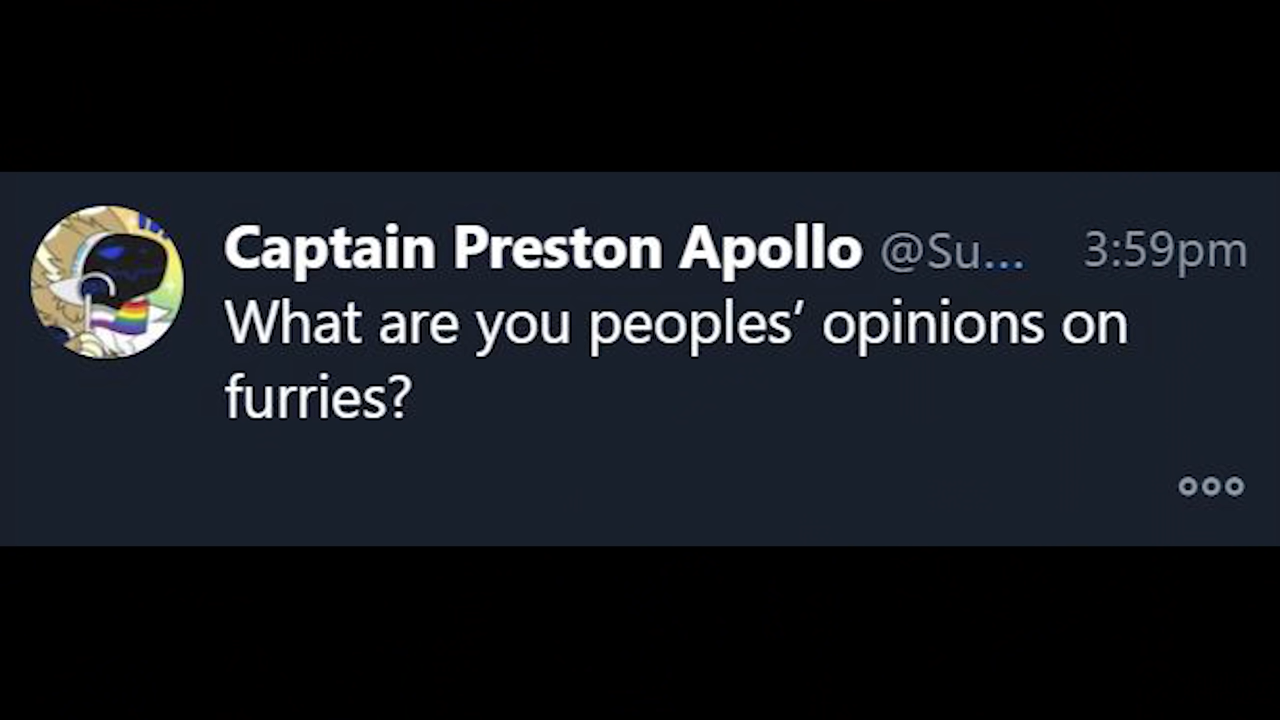 Captain Preston Apollo @Su... 3:59pm
What are you peoples’ opinions on
furries?